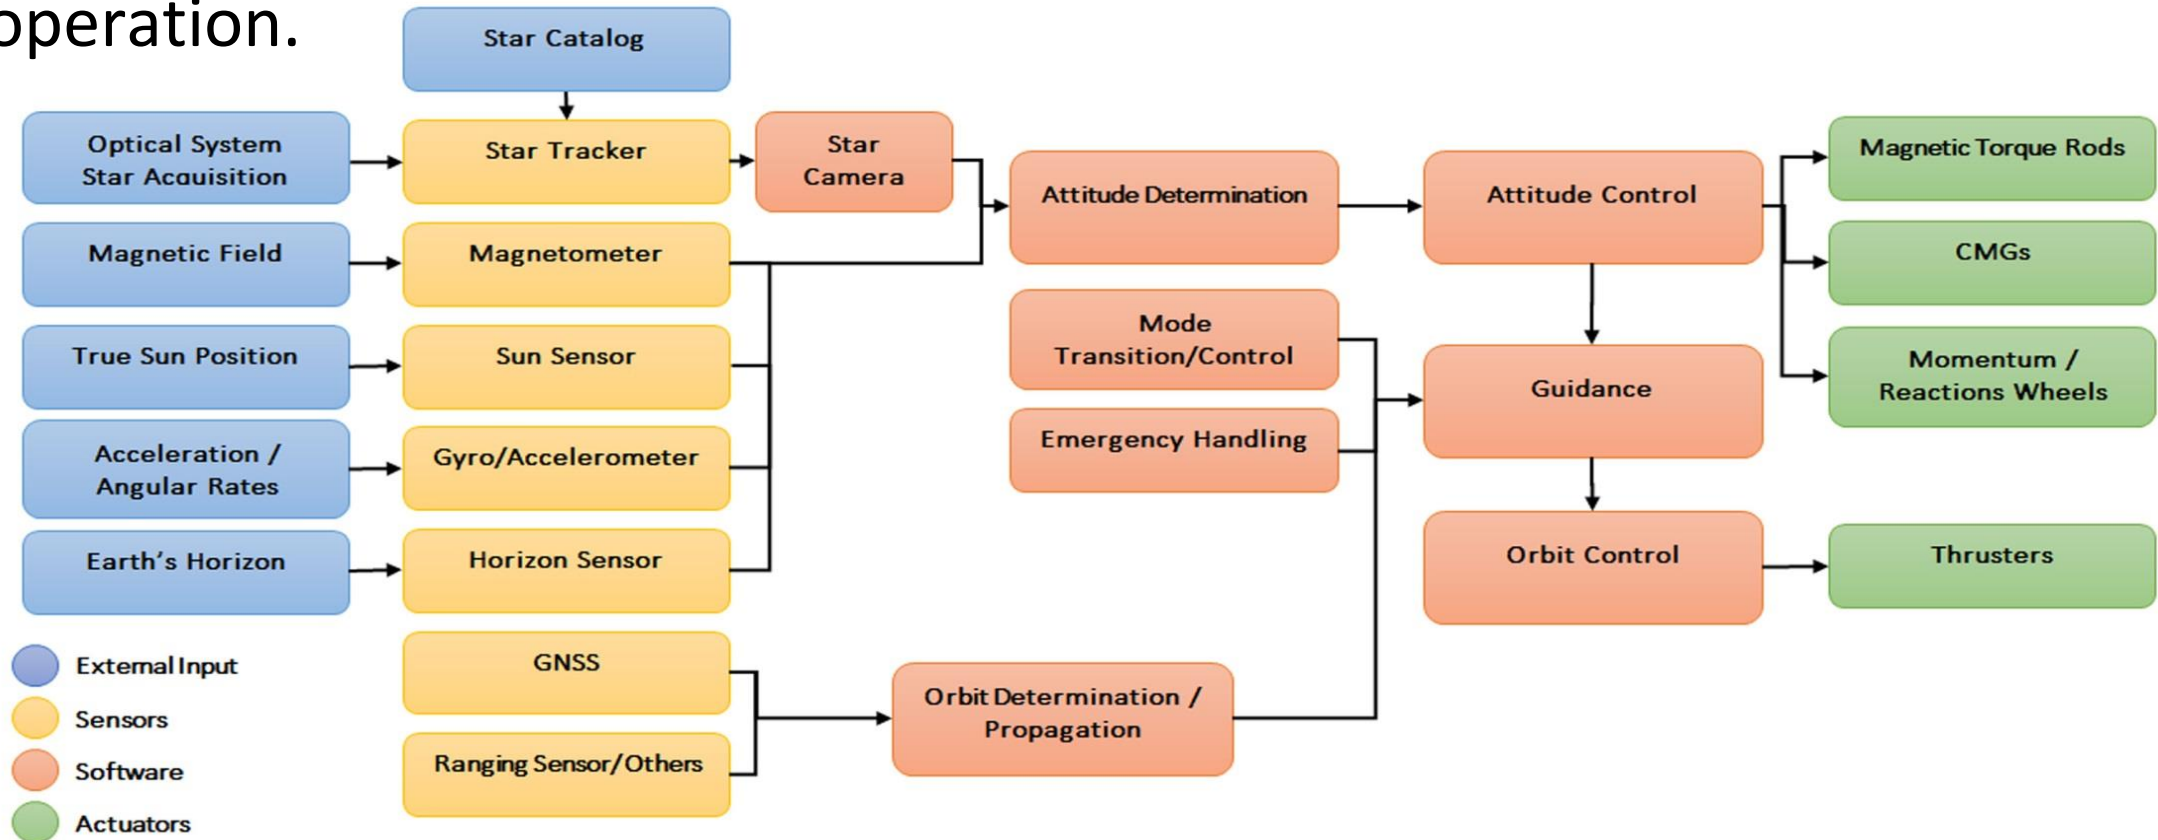 operation.
Star Catalog
Optical System
Star Acquisition
Star Tracker
Star
Camera
Attitude Determination
Attitude Control
Magnetic Torque Rods
Magnetic Field
Magnetometer
CMGs
True Sun Position
Sun Sensor
Mode
Transition/Control
Guidance
Momentum /
Reactions Wheels
Acceleration /
Angular Rates
Gyro/Accelerometer
Emergency Handling
Earth’s Horizon
Horizon Sensor
Orbit Control
Thrusters
GNSS
Orbit Determination /
Propagation
Ranging Sensor/Others
External Input
Sensors
Software
Actuators